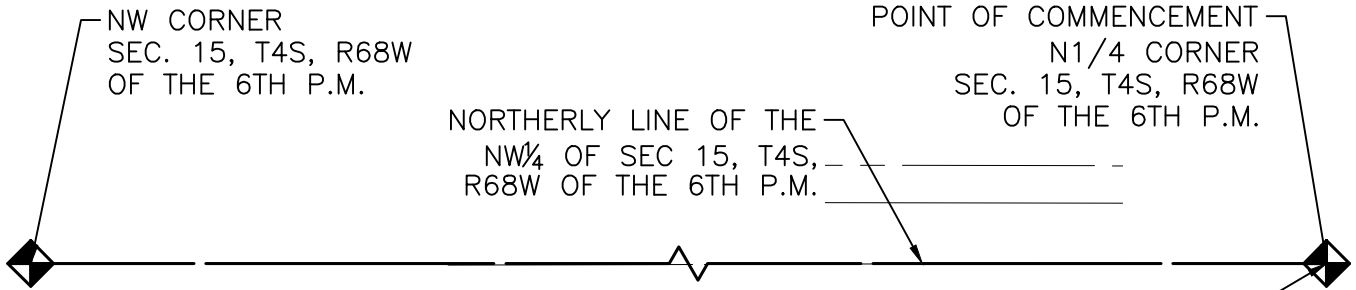 NW CORNER
SEC. 15, T4S, R68W
OF THE 6TH P.M.
POINT OF COMMENCEMENT
N1/4 CORNER
SEC. 15, T4S, R68W
OF THE 6TH P.M.
NORTHERLY LINE OF THE
NW¼ OF SEC 15, T4S,
R68W OF THE 6TH P.M.